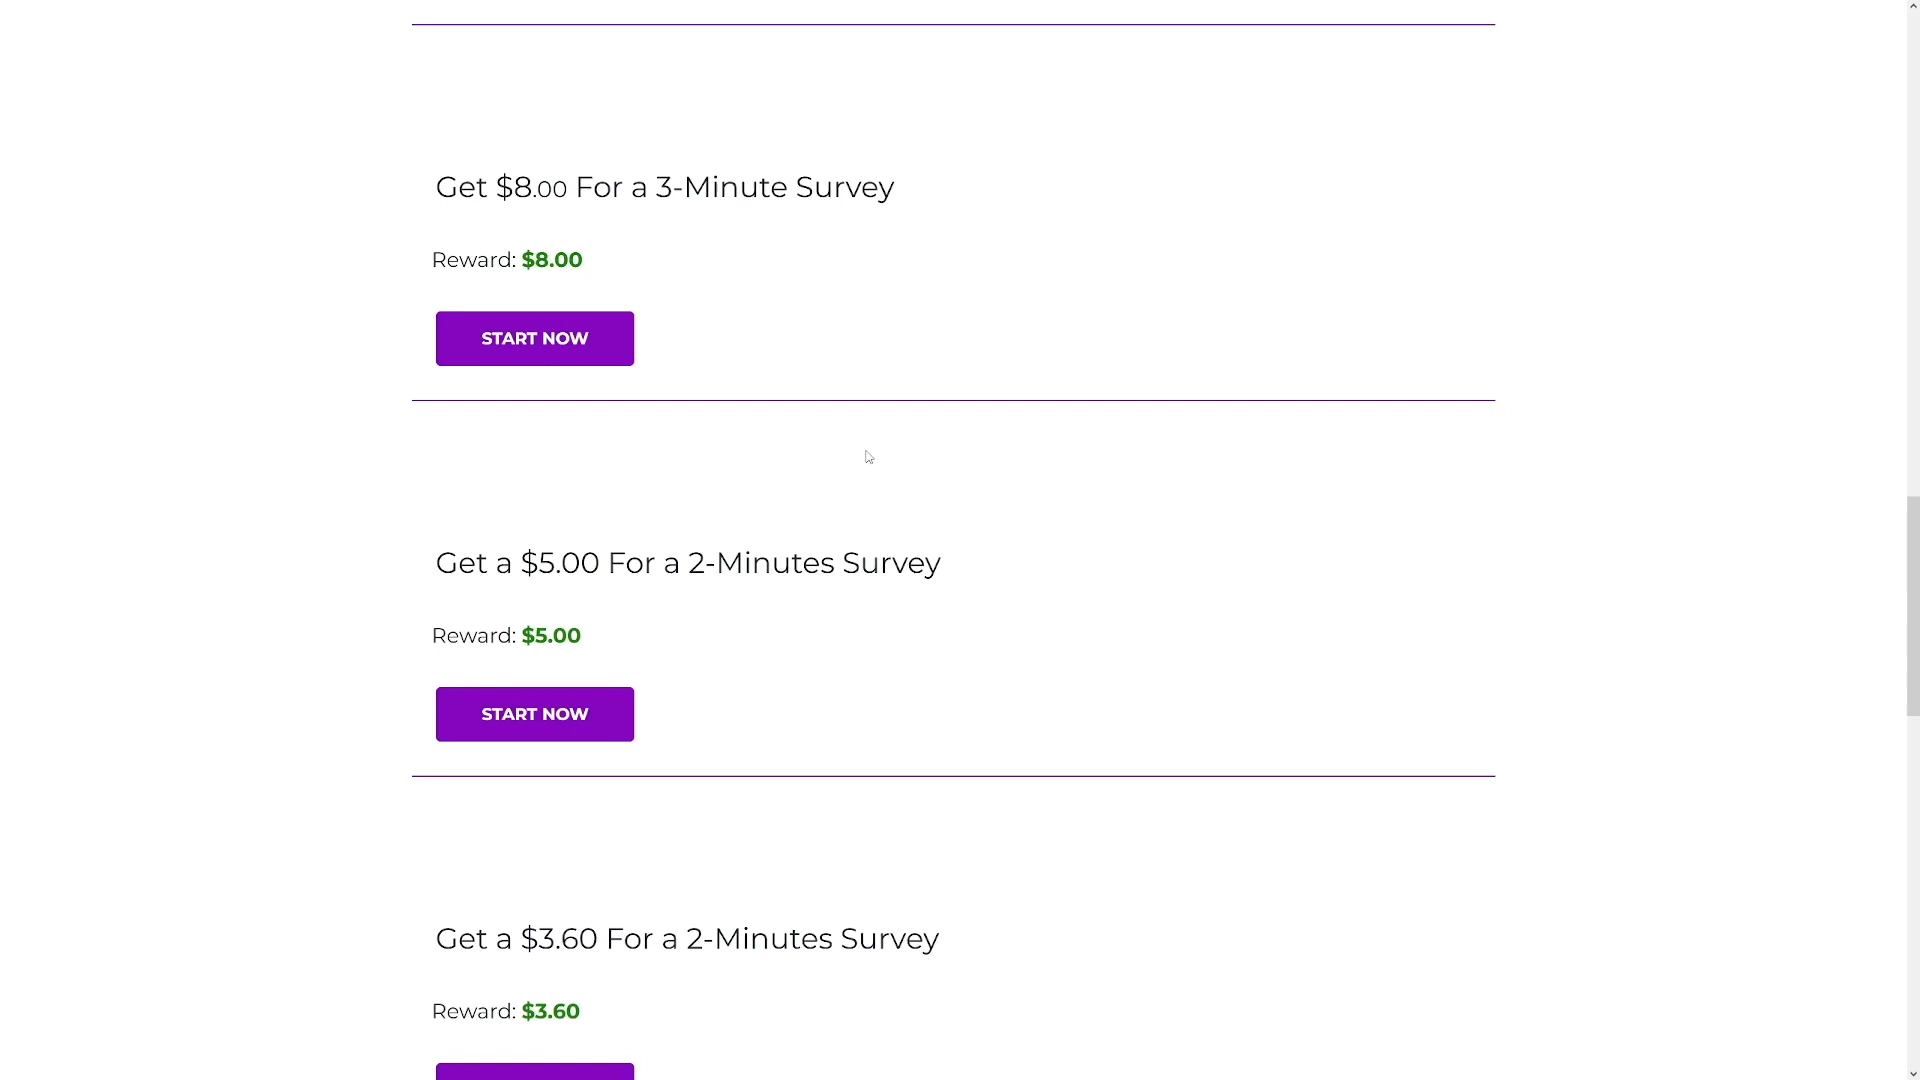 Get $8.00 For a 3-Minute Survey
Reward: $8.00
START NOW
Get a $5.00 For a 2-Minutes Survey
Reward: $5.00
START NOW
Get a $3.60 For a 2-Minutes Survey
Reward: $3.60